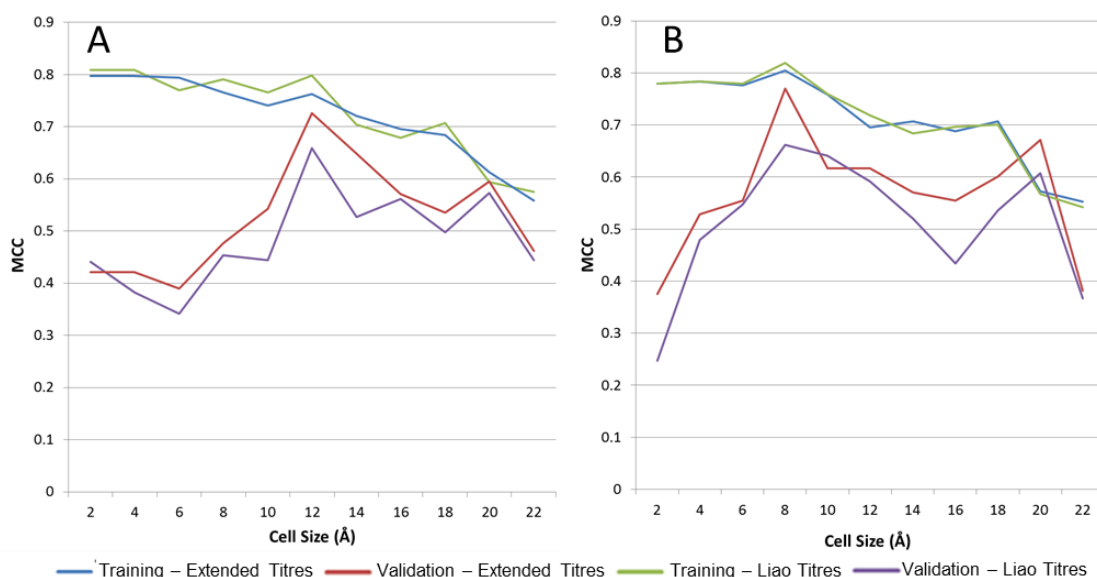 A
0.9
0.8
0.7
0.6
0.5
0.4
0.3
0.2
0.1
0
MCC
2 4 6 8 10 12 14 16 18 20 22
Cell Size (Å)
B
0.9
0.8
0.7
0.6
0.5
0.4
0.3
0.2
0.1
0
MCC
2 4 6 8 10 12 14 16 18 20 22
Cell Size (Å)
Training – Extended Titres Validation – Extended Titres Training – Liao Titres Validation – Liao Titres